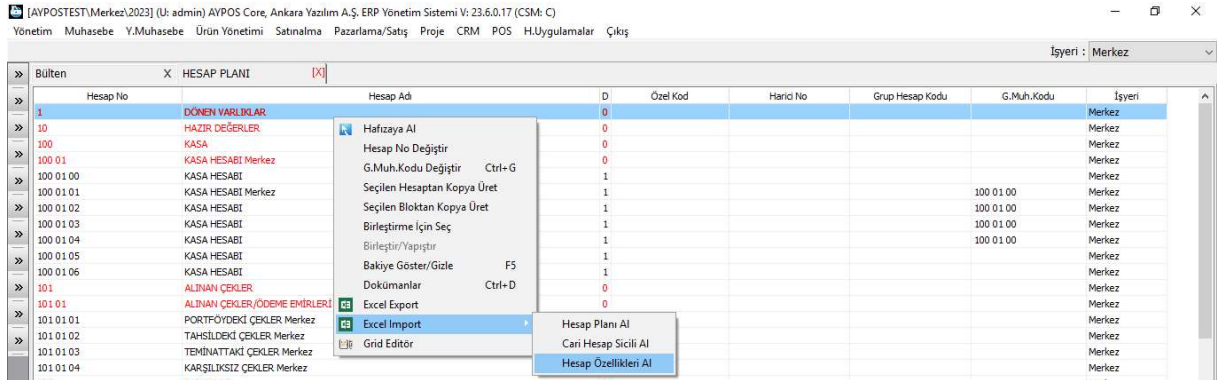 [AYPOSTEST\Merkez\2023] (U: admin) AYPOS Core, Ankara Yazılım A.Ş. ERP Yönetim Sistemi V: 23.6.0.17 (CSM: C)
Yönetim Muhasebe Y.Muhasebe Ürün Yönetimi Satınalma Pazarlama/Satış Proje CRM POS H.Uygulamalar Çıkış
İşyeri : Merkez
Bülten X HESAP PLANI [X]
Hesap No Hesap Adı D Özel Kod Harici No Grup Hesap Kodu G.Muh.Kodu İşyeri
1 DÖNEN VARLIKLAR 0 Merkez
10 HAZIR DEĞERLER 0 Merkez
100 KASA 0 Merkez
100 01 KASA HESABI Merkez 0 Merkez
100 01 00 KASA HESABI 1 Merkez
100 01 01 KASA HESABI Merkez 1 100 01 00 Merkez
100 01 02 KASA HESABI 1 100 01 00 Merkez
100 01 03 KASA HESABI 1 100 01 00 Merkez
100 01 04 KASA HESABI 1 100 01 00 Merkez
100 01 05 KASA HESABI 1 Merkez
100 01 06 KASA HESABI 1 Merkez
101 ALINAN ÇEKLER 0 Merkez
101 01 ALINAN ÇEKLER/ÖDEME EMİRLERİ 0 Merkez
101 01 01 PORTFÖYDEKİ ÇEKLER Merkez Merkez
101 01 02 TAHSİLDEKİ ÇEKLER Merkez Merkez
101 01 03 TEMİNATTAKİ ÇEKLER Merkez Merkez
101 01 04 KARŞILIKSIZ ÇEKLER Merkez Merkez
Hafızaya Al
Hesap No Değiştir
G.Muh.Kodu Değiştir Ctrl+G
Seçilen Hesaptan Kopya Üret
Seçilen Bloktan Kopya Üret
Birleştirme İçin Seç
Birleştir/Yapıştır
Bakiye Göster/Gizle F5
Dokümanlar Ctrl+D
Excel Export
Excel Import
Grid Editör
Hesap Planı Al
Cari Hesap Sicili Al
Hesap Özellikleri Al